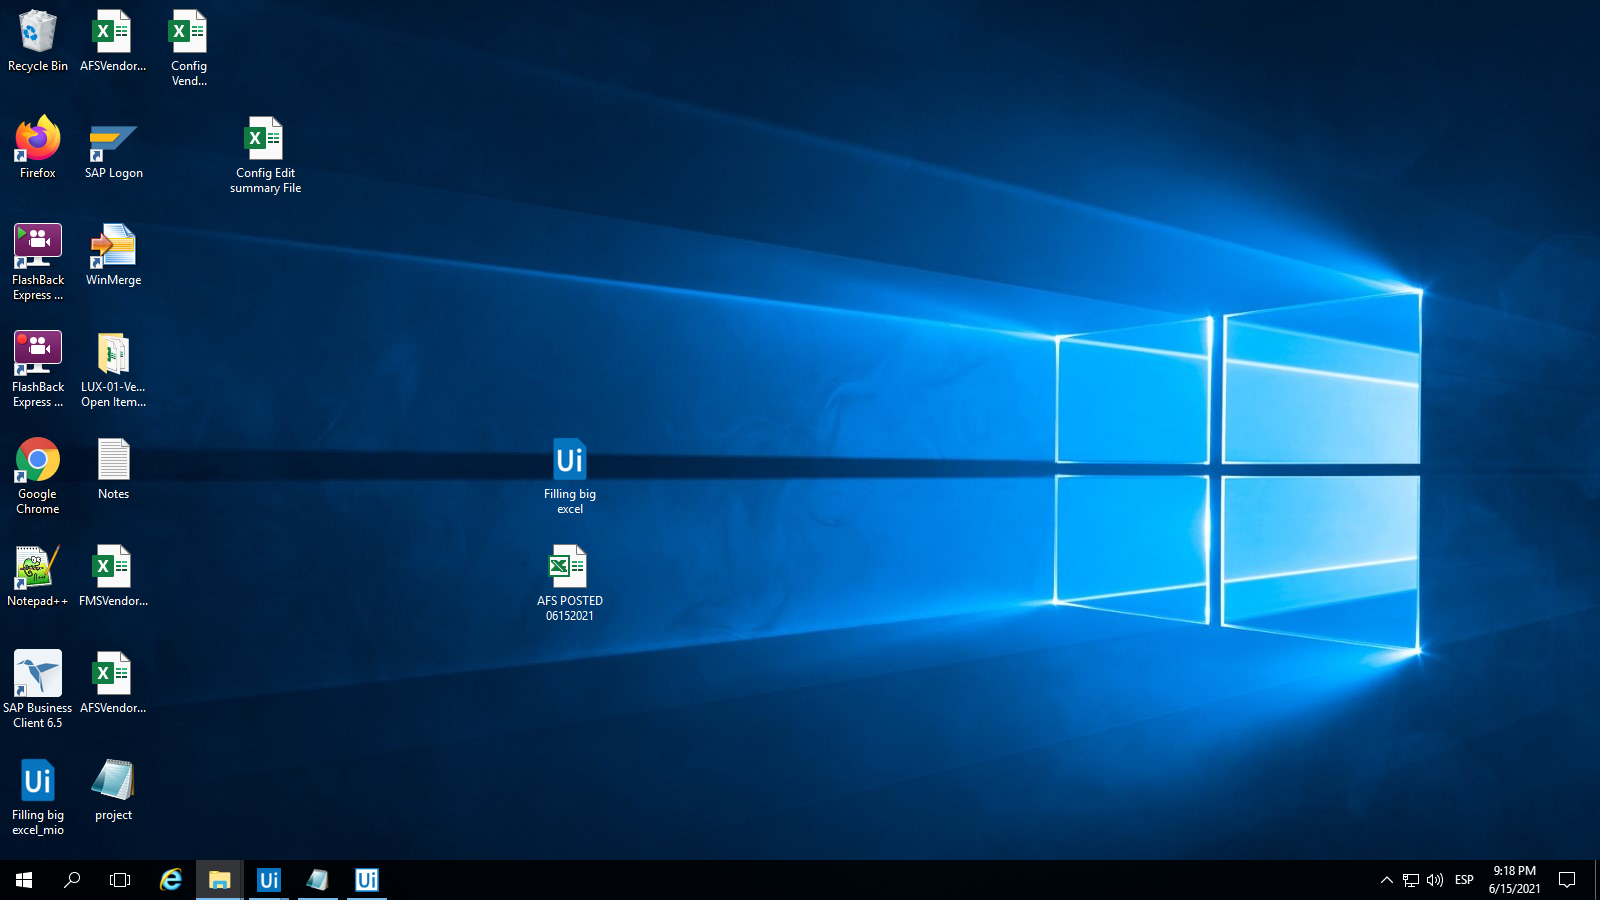 Recycle Bin
AFSVendor...
Config
Vend...
Firefox
SAP Logon
Config Edit
summary File
FlashBack
Express ...
WinMerge
FlashBack
Express ...
LUX-01-Ve...
Open Item...
Google
Chrome
Notes
Ui
Filling big
excel
Notepad++
FMSVendor...
AFS POSTED
06152021
SAP Business
Client 6.5
AFSVendor...
Ui
Filling big
excel_mio
project
Ui
Ui
ESP
9:18 PM
6/15/2021